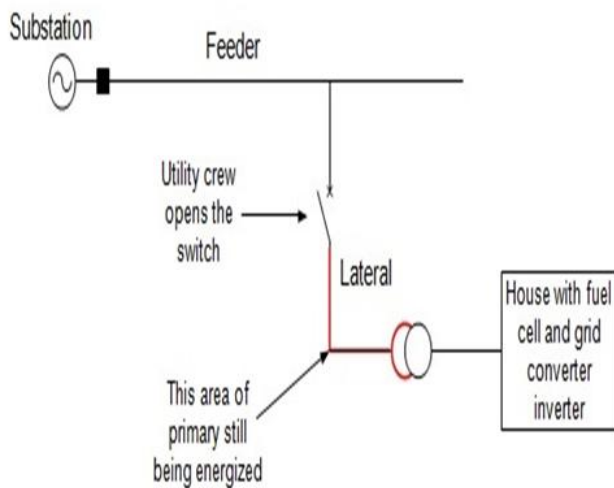 Substation
Feeder
Utility crew
opens the
switch
Lateral
House with fuel
cell and grid
converter
inverter
This area of
primary still
being energized